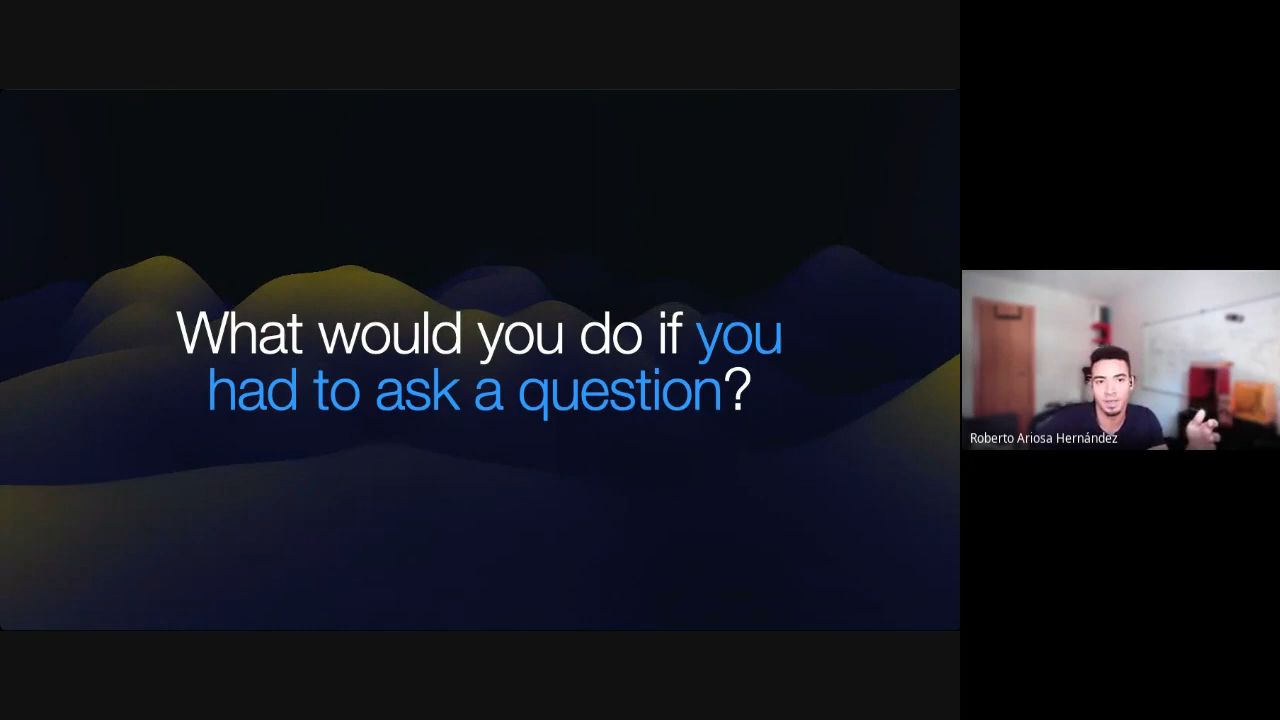 What would you do if you
had to ask a question?
Roberto Ariosa Hernández